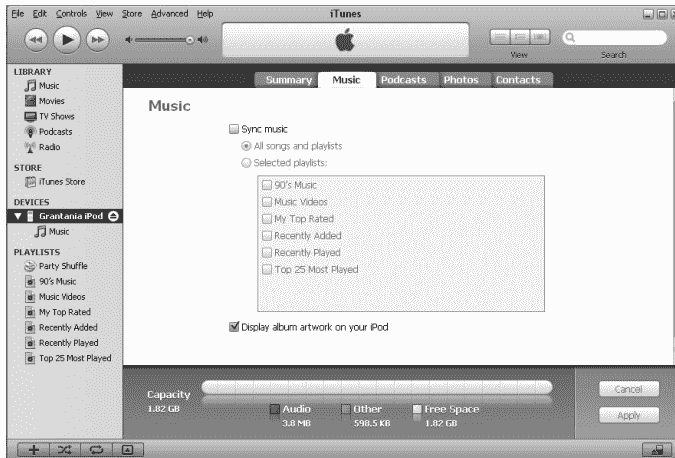 File Edit Controls View Store Advanced Help
iTunes
View
Search
LIBRARY
Music
Movies
TV Shows
Podcasts
Radio
STORE
iTunes Store
DEVICES
Grantania iPod
Music
PLAYLISTS
Party Shuffle
90's Music
Music Videos
My Top Rated
Recently Added
Recently Played
Top 25 Most Played
Summary Music Podcasts Photos Contacts
Music
Sync music
All songs and playlists
Selected playlists:
90's Music
Music Videos
My Top Rated
Recently Added
Recently Played
Top 25 Most Played
Display album artwork on your iPod
Capacity
1.82 GB
Audio Other Free Space
3.8 MB 598.5 KB 1.82 GB
Cancel
Apply